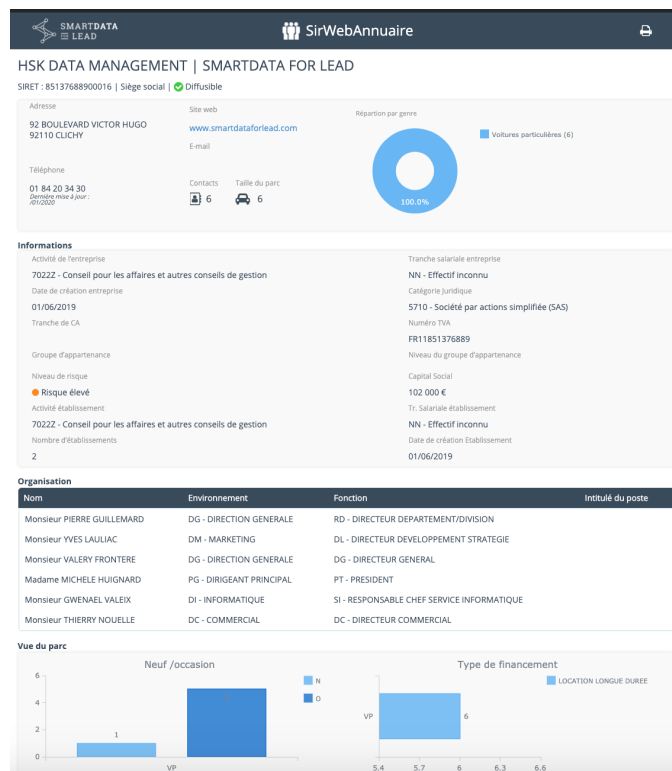 SMARTDATA
LEAD
SirWebAnnuaire
HSK DATA MANAGEMENT | SMARTDATA FOR LEAD
SIRET : 85137688900016 | Siège social | Diffusible
Adresse
92 BOULEVARD VICTOR HUGO
92110 CLICHY
Téléphone
01 84 20 34 30
Dernière mise à jour :
/01/2020
Site web
www.smartdataforlead.com
E-mail
Contacts Taille du parc
6 6
Répartion par genre
100.0%
Voitures particulières (6)
Informations
Activité de l'entreprise
7022Z - Conseil pour les affaires et autres conseils de gestion
Date de création entreprise
01/06/2019
Tranche de CA
Groupe d'appartenance
Niveau de risque
Risque élevé
Activité établissement
7022Z - Conseil pour les affaires et autres conseils de gestion
Nombre d'établissements
2
Tranche salariale entreprise
NN - Effectif inconnu
Catégorie Juridique
5710 - Société par actions simplifiée (SAS)
Numéro TVA
FR11851376889
Niveau du groupe d'appartenance
Capital Social
102 000 €
Tr. Salariale établissement
NN - Effectif inconnu
Date de création Etablissement
01/06/2019
Organisation
Nom Environnement Fonction Intitulé du poste
Monsieur PIERRE GUILLEMARD DG - DIRECTION GENERALE RD - DIRECTEUR DEPARTEMENT/DIVISION
Monsieur YVES LAULIAC DM - MARKETING DL - DIRECTEUR DEVELOPPEMENT STRATEGIE
Monsieur VALERY FRONTERE DG - DIRECTION GENERALE DG - DIRECTEUR GENERAL
Madame MICHELE HUIGNARD PG - DIRIGEANT PRINCIPAL PT - PRESIDENT
Monsieur GWENAEL VALEIX DI - INFORMATIQUE SI - RESPONSABLE CHEF SERVICE INFORMATIQUE
Monsieur THIERRY NOUELLE DC - COMMERCIAL DC - DIRECTEUR COMMERCIAL
Vue du parc
Neuf /occasion
6
4
2
0
1
VP
N
O
Type de financement
VP
6
5.4 5.7 6 6.3 6.6
LOCATION LONGUE DUREE